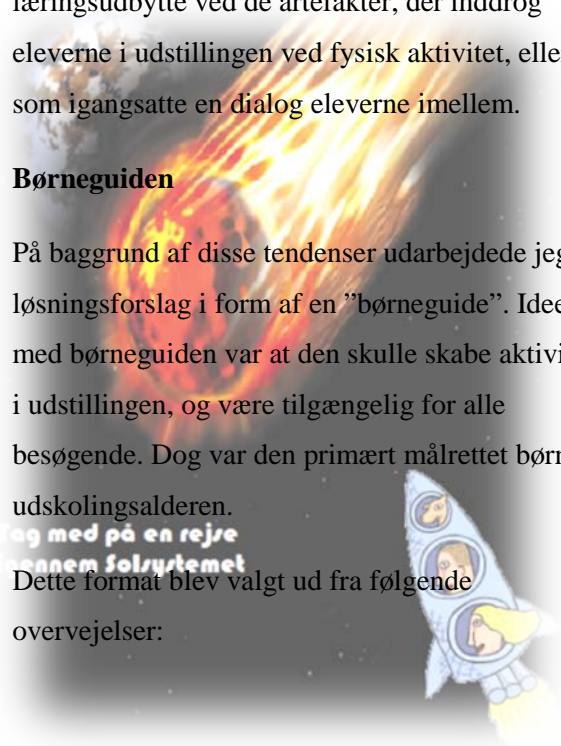 læringsudbytte ved de artefakter, der inddrog
eleverne i udstillingen ved fysisk aktivitet, elle
som igangsatte en dialog eleverne imellem.
Børneguiden
På baggrund af disse tendenser udarbejdede jeg
løsningsforslag i form af en ”børneguide”. Idee
med børneguiden var at den skulle skabe aktivi
i udstillingen, og være tilgængelig for alle
besøgende. Dog var den primært målrettet børn
udskolingsalderen.
Tag med på en rejse
gennem Solsystemet
Dette format blev valgt ud fra følgende
overvejelser: